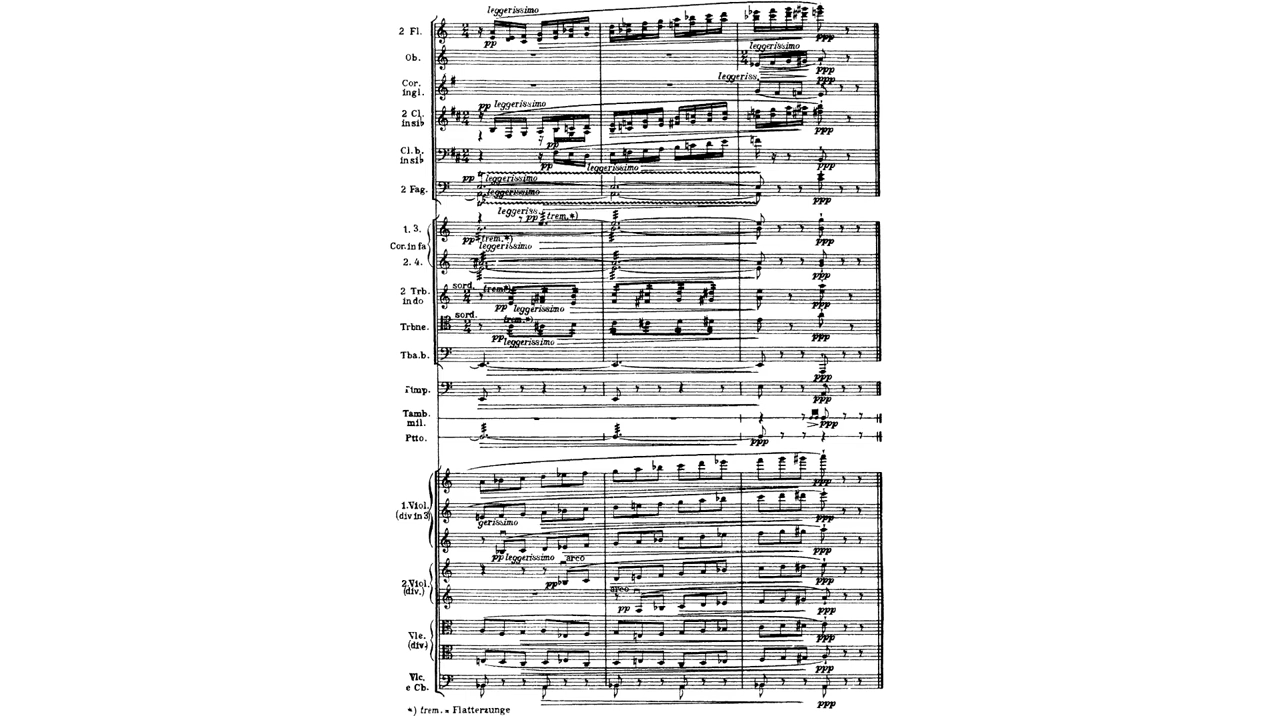 leggerissimo
2 Fl.
pp
ppp
leggerissimo
Ob.
ppp
leggeriss.
Cor. ingl.
ppp
pp leggerissimo
2 Cl. in sib
pp
ppp
Cl. b. in sib
pp
leggerissimo
ppp
pp leggerissimo
2 Fag.
leggerissimo
ppp
leggeriss.
pp trem.*)
1. 3.
pp trem.*)
ppp
Cor. in fa
leggerissimo
2. 4.
ppp
sord.
trem.*)
2 Trb. in do
pp
leggerissimo
ppp
sord.
trem.*)
Trbne.
pp
leggerissimo
ppp
Tba. b.
ppp
Timp.
ppp
Tamb. mil.
ppp
Ptto.
ppp
ppp
1. Viol. (div in 3)
gerissimo
ppp
pp leggerissimo
ppp
arco
2. Viol. (div.)
pp
ppp
arco
pp
ppp
Vle. (div.)
ppp
ppp
Vlc. e Cb.
ppp
*) trem. = Flatterzunge